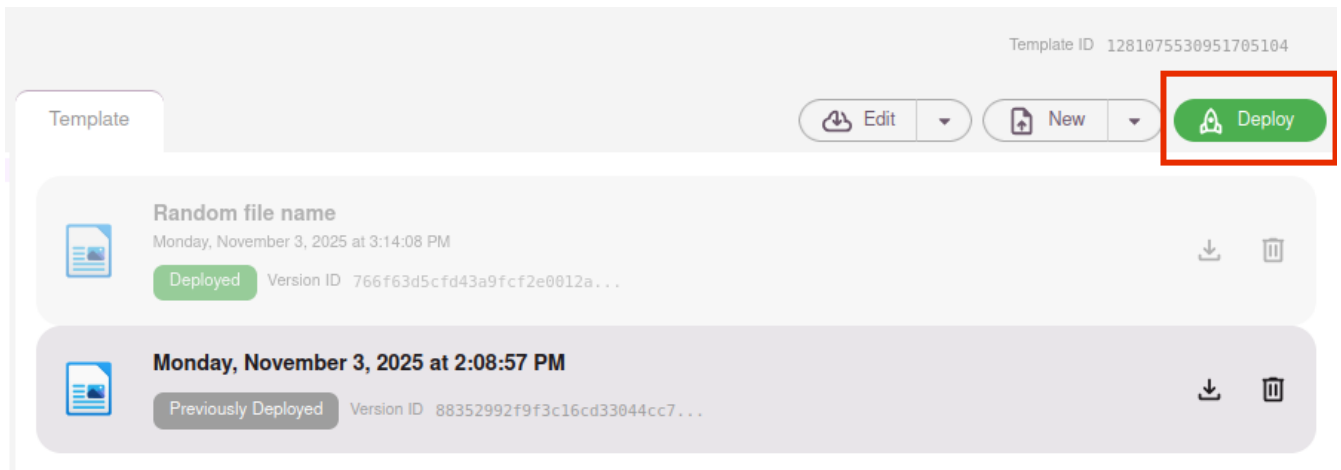 Template ID 1281075530951705104
Template
Edit
New
Deploy
Random file name
Monday, November 3, 2025 at 3:14:08 PM
Deployed Version ID 766f63d5cfd43a9fcf2e0012a...
Monday, November 3, 2025 at 2:08:57 PM
Previously Deployed Version ID 88352992f9f3c16cd33044cc7...